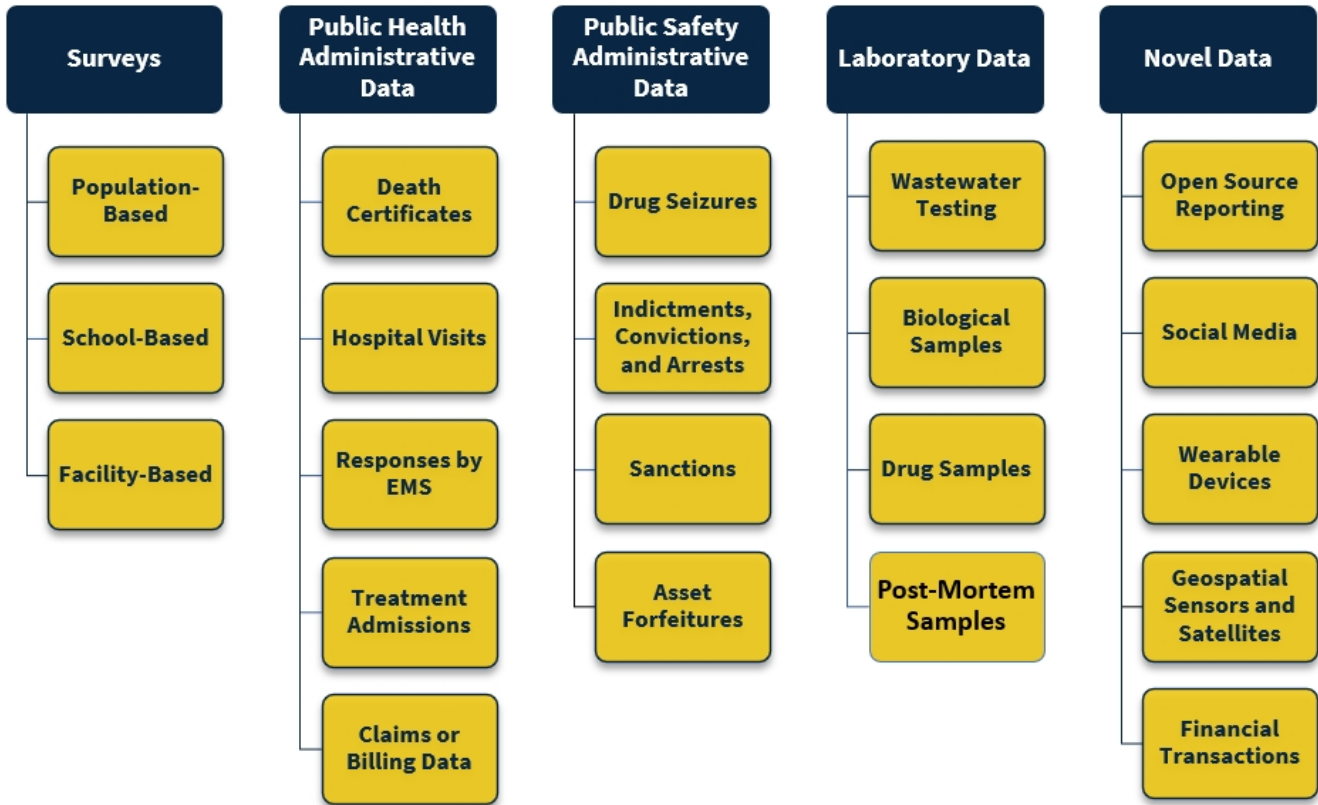 Surveys
Population-
Based
School-Based
Facility-Based
Public Health
Administrative
Data
Death
Certificates
Hospital Visits
Responses by
EMS
Treatment
Admissions
Claims or
Billing Data
Public Safety
Administrative
Data
Drug Seizures
Indictments,
Convictions,
and Arrests
Sanctions
Asset
Forfeitures
Laboratory Data
Wastewater
Testing
Biological
Samples
Drug Samples
Post-Mortem
Samples
Novel Data
Open Source
Reporting
Social Media
Wearable
Devices
Geospatial
Sensors and
Satellites
Financial
Transactions